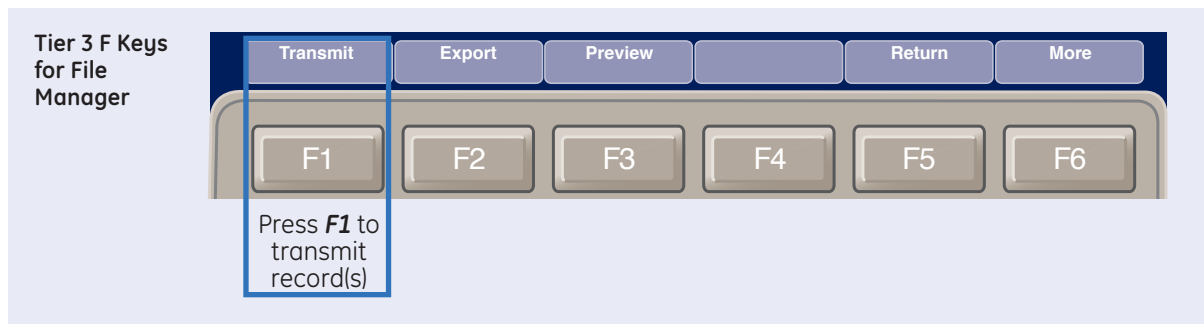 Tier 3 F Keys
for File
Manager
Transmit Export Preview Return More
F1 F2 F3 F4 F5 F6
Press F1 to
transmit
record(s)